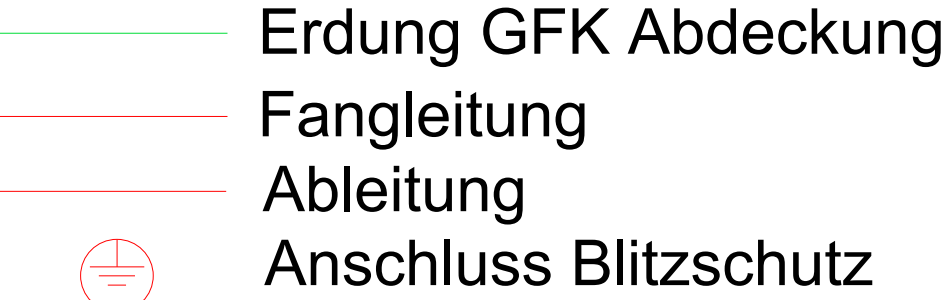 Erdung GFK Abdeckung
Fangleitung
Ableitung
Anschluss Blitzschutz